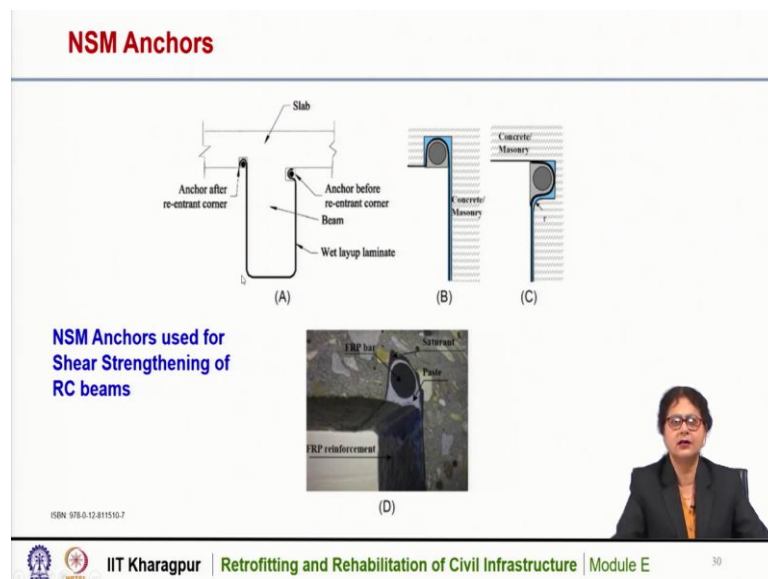 NSM Anchors
Slab
Anchor after
re-entrant corner
Anchor before
re-entrant corner
Beam
Wet layup laminate
(A)
Concrete/
Masonry
(B)
Concrete/
Masonry
r
(C)
NSM Anchors used for
Shear Strengthening of
RC beams
FRP bar
Saturant
Paste
FRP reinforcement
(D)
ISBN: 978-0-12-811510-7
IIT Kharagpur | Retrofitting and Rehabilitation of Civil Infrastructure | Module E
30